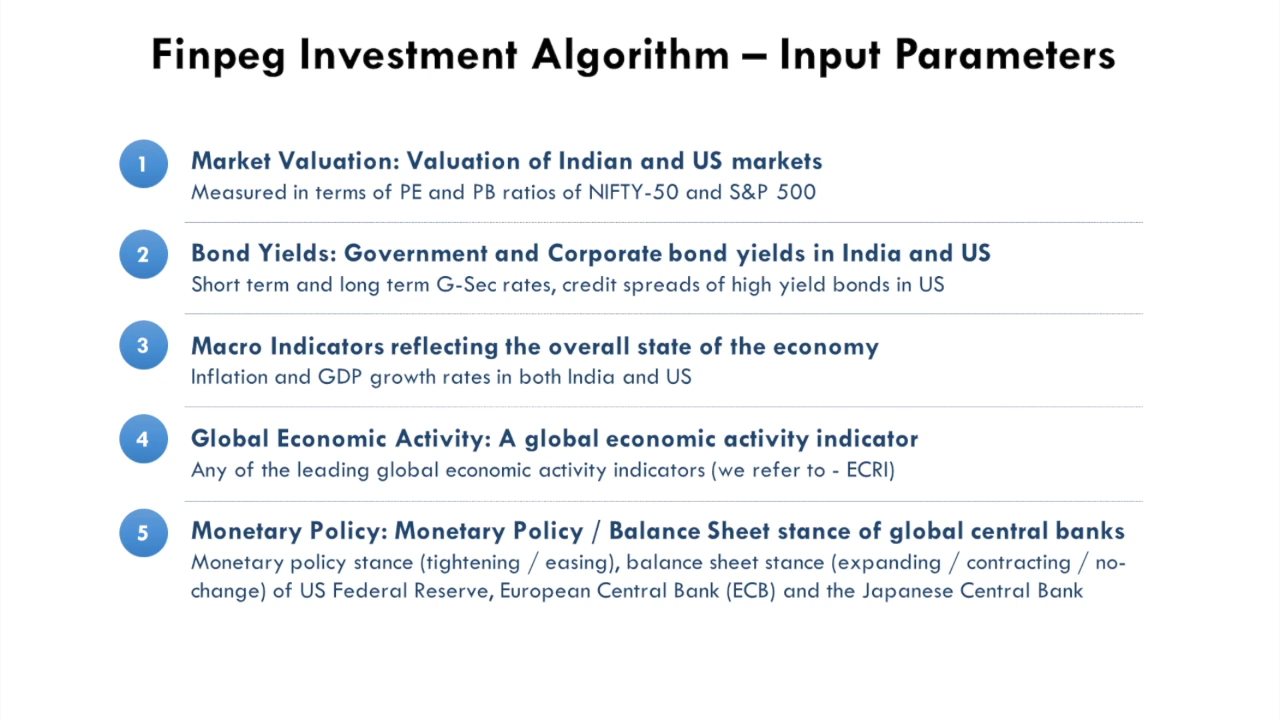 Finpeg Investment Algorithm – Input Parameters
1
Market Valuation: Valuation of Indian and US markets
Measured in terms of PE and PB ratios of NIFTY-50 and S&P 500
2
Bond Yields: Government and Corporate bond yields in India and US
Short term and long term G-Sec rates, credit spreads of high yield bonds in US
3
Macro Indicators reflecting the overall state of the economy
Inflation and GDP growth rates in both India and US
4
Global Economic Activity: A global economic activity indicator
Any of the leading global economic activity indicators (we refer to - ECRI)
5
Monetary Policy: Monetary Policy / Balance Sheet stance of global central banks
Monetary policy stance (tightening / easing), balance sheet stance (expanding / contracting / no-
change) of US Federal Reserve, European Central Bank (ECB) and the Japanese Central Bank